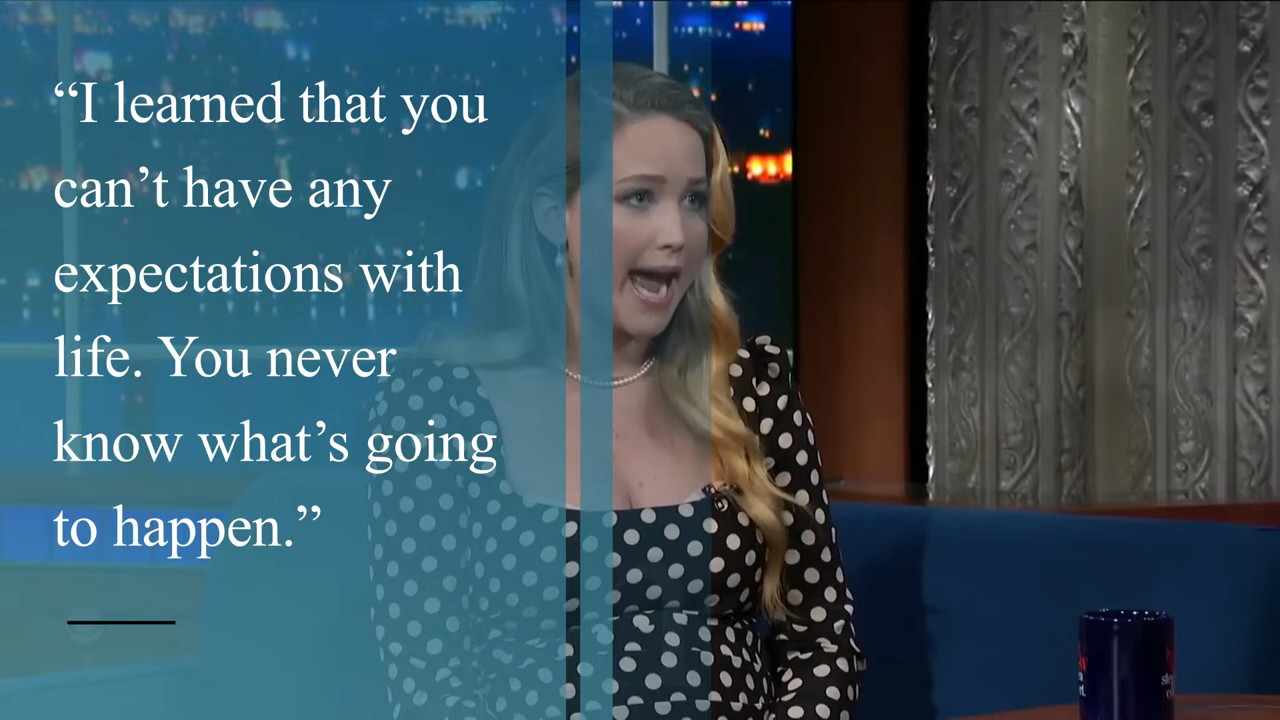 “I learned that you
can’t have any
expectations with
life. You never
know what’s going
to happen.”